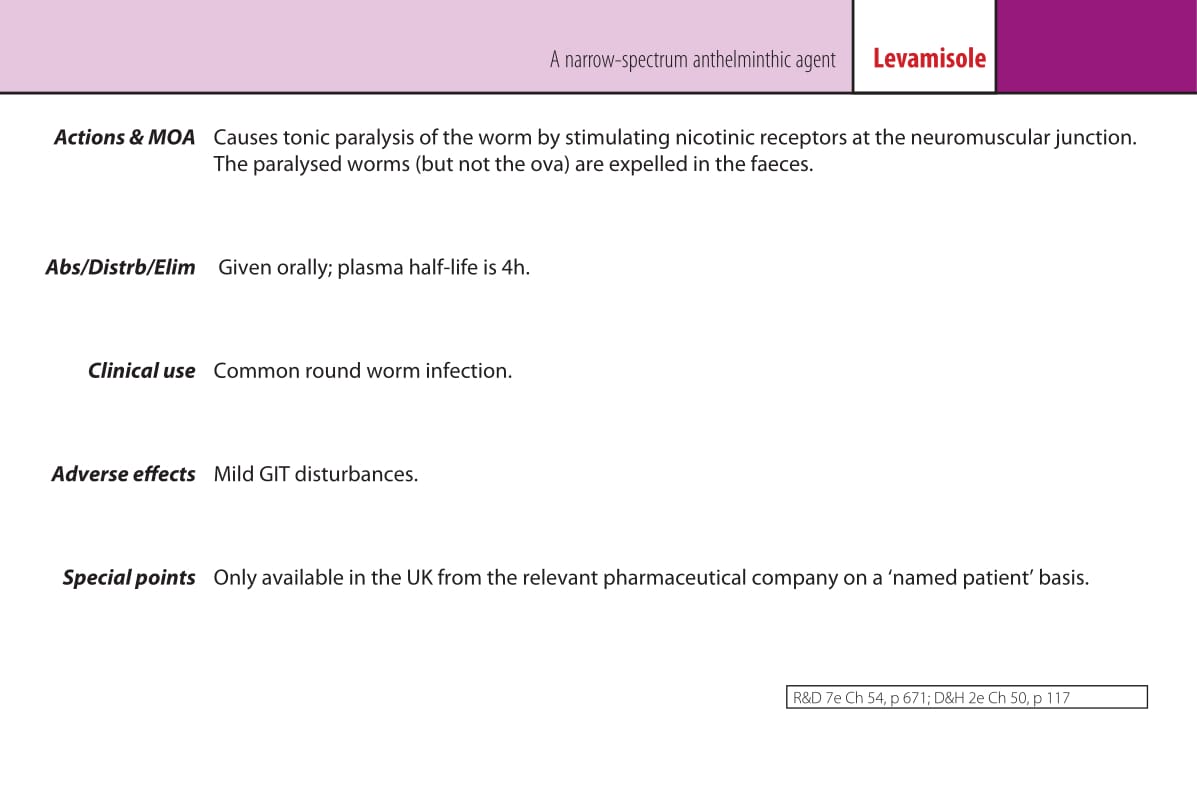 A narrow-spectrum anthelminthic agent Levamisole
Actions & MOA Causes tonic paralysis of the worm by stimulating nicotinic receptors at the neuromuscular junction.
The paralysed worms (but not the ova) are expelled in the faeces.
Abs/Distrb/Elim Given orally; plasma half-life is 4h.
Clinical use Common round worm infection.
Adverse effects Mild GIT disturbances.
Special points Only available in the UK from the relevant pharmaceutical company on a ‘named patient’ basis.
R&D 7e Ch 54, p 671; D&H 2e Ch 50, p 117